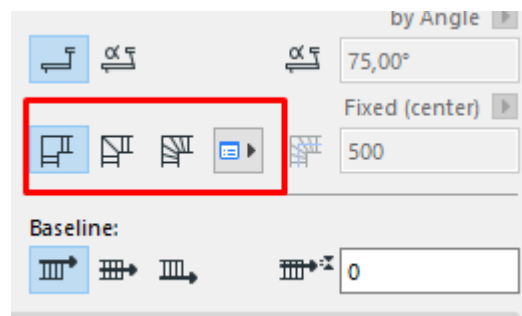 by Angle
α α 75,00°
Fixed (center)
500
Baseline:
0